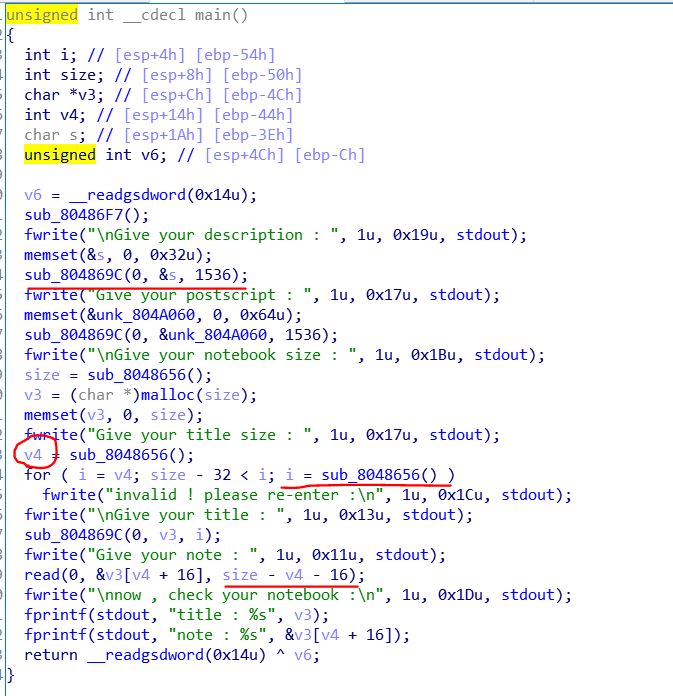 unsigned int __cdecl main()
{
int i; // [esp+4h] [ebp-54h]
int size; // [esp+8h] [ebp-50h]
char *v3; // [esp+Ch] [ebp-4Ch]
int v4; // [esp+14h] [ebp-44h]
char s; // [esp+1Ah] [ebp-3Eh]
unsigned int v6; // [esp+4Ch] [ebp-Ch]
v6 = __readgsdword(0x14u);
sub_80486F7();
fwrite("\nGive your description : ", 1u, 0x19u, stdout);
memset(&s, 0, 0x32u);
sub_804869C(0, &s, 1536);
fwrite("Give your postscript : ", 1u, 0x17u, stdout);
memset(&unk_804A060, 0, 0x64u);
sub_804869C(0, &unk_804A060, 1536);
fwrite("\nGive your notebook size : ", 1u, 0x1Bu, stdout);
size = sub_8048656();
v3 = (char *)malloc(size);
memset(v3, 0, size);
fwrite("Give your title size : ", 1u, 0x17u, stdout);
v4 = sub_8048656();
for ( i = v4; size - 32 < i; i = sub_8048656() )
fwrite("invalid ! please re-enter :\n", 1u, 0x1Cu, stdout);
fwrite("\nGive your title : ", 1u, 0x13u, stdout);
sub_804869C(0, v3, i);
fwrite("Give your note : ", 1u, 0x11u, stdout);
read(0, &v3[v4 + 16], size - v4 - 16);
fwrite("\nnow , check your notebook :\n", 1u, 0x1Du, stdout);
fprintf(stdout, "title : %s", v3);
fprintf(stdout, "note : %s", &v3[v4 + 16]);
return __readgsdword(0x14u) ^ v6;
}